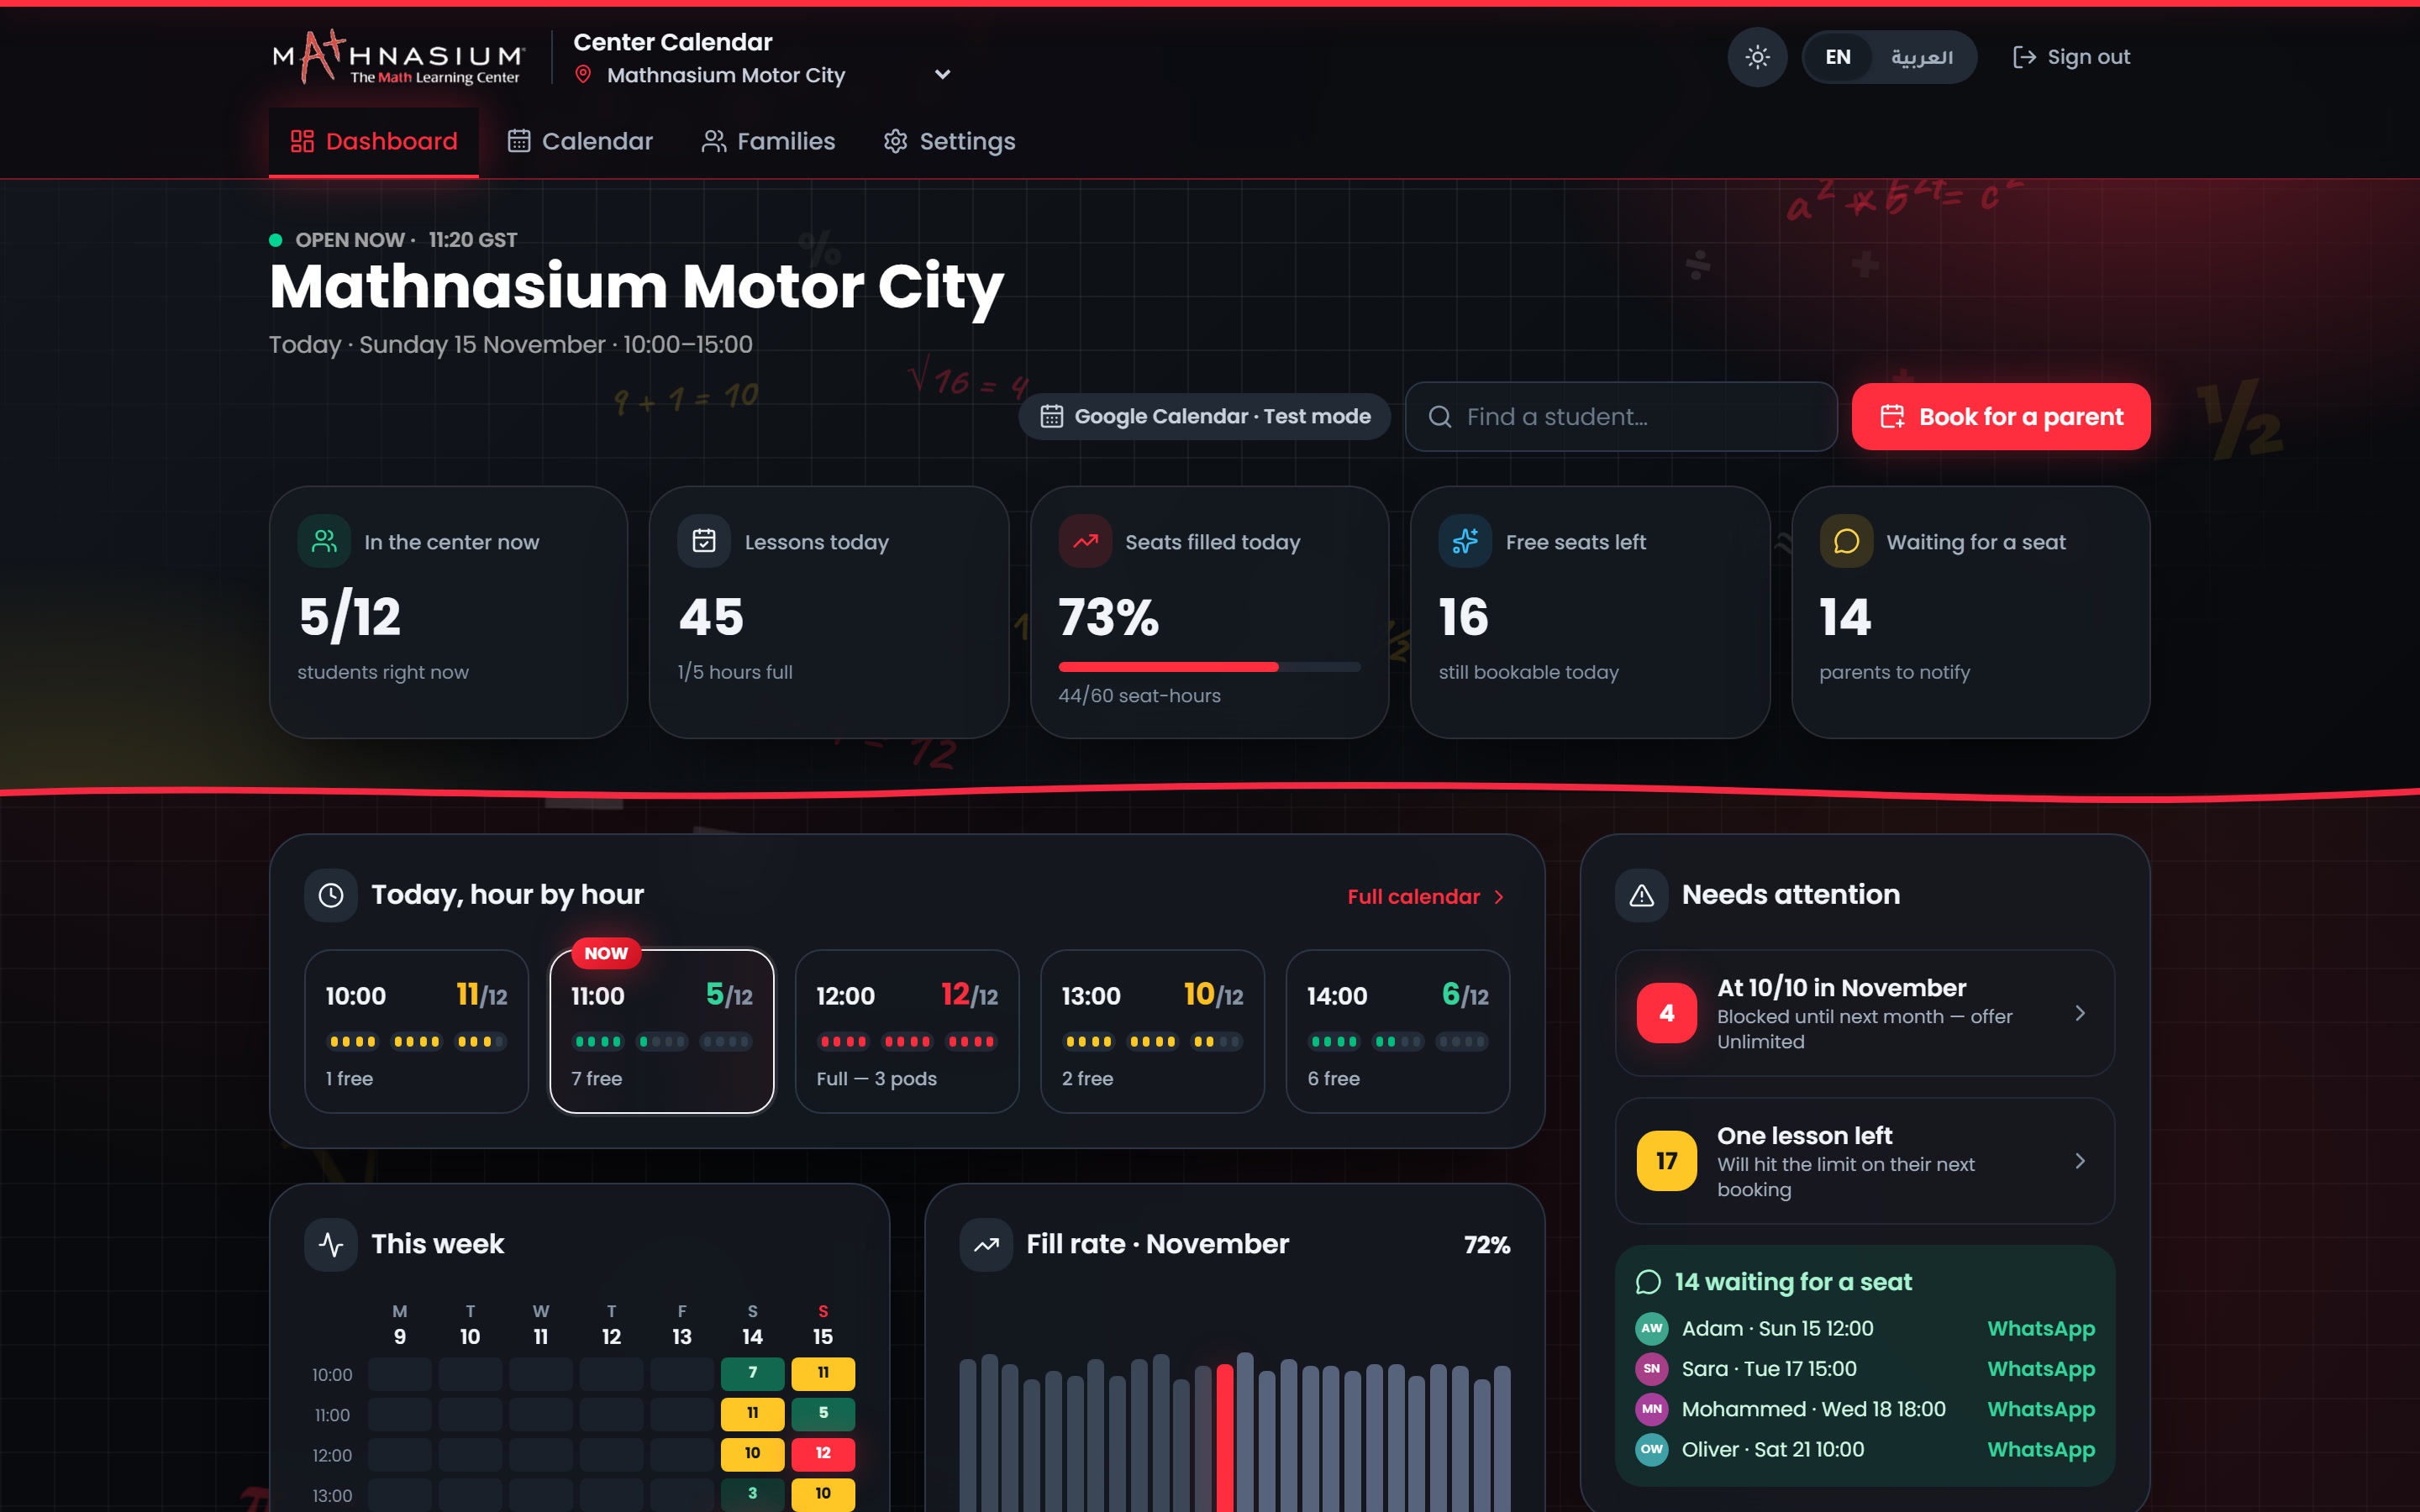 MATHNASIUM
The Math Learning Center
Center Calendar
Mathnasium Motor City
EN
العربية
Sign out
Dashboard
Calendar
Families
Settings
a² + b² = c²
OPEN NOW · 11:20 GST
%
÷
+
Mathnasium Motor City
Today · Sunday 15 November · 10:00–15:00
9 + 1 = 10
√16 = 4
Google Calendar · Test mode
Find a student...
Book for a parent
½
In the center now
5/12
students right now
Lessons today
45
1/5 hours full
Seats filled today
73%
44/60 seat-hours
Free seats left
16
still bookable today
Waiting for a seat
14
parents to notify
Today, hour by hour
Full calendar
NOW
10:00
11/12
1 free
11:00
5/12
7 free
12:00
12/12
Full — 3 pods
13:00
10/12
2 free
14:00
6/12
6 free
Needs attention
4
At 10/10 in November
Blocked until next month — offer
Unlimited
17
One lesson left
Will hit the limit on their next
booking
14 waiting for a seat
AW
Adam · Sun 15 12:00
WhatsApp
SN
Sara · Tue 17 15:00
WhatsApp
MN
Mohammed · Wed 18 18:00
WhatsApp
OW
Oliver · Sat 21 10:00
WhatsApp
This week
M T W T F S S
9 10 11 12 13 14 15
10:00 7 11
11:00 11 5
12:00 10 12
13:00 3 10
Fill rate · November
72%